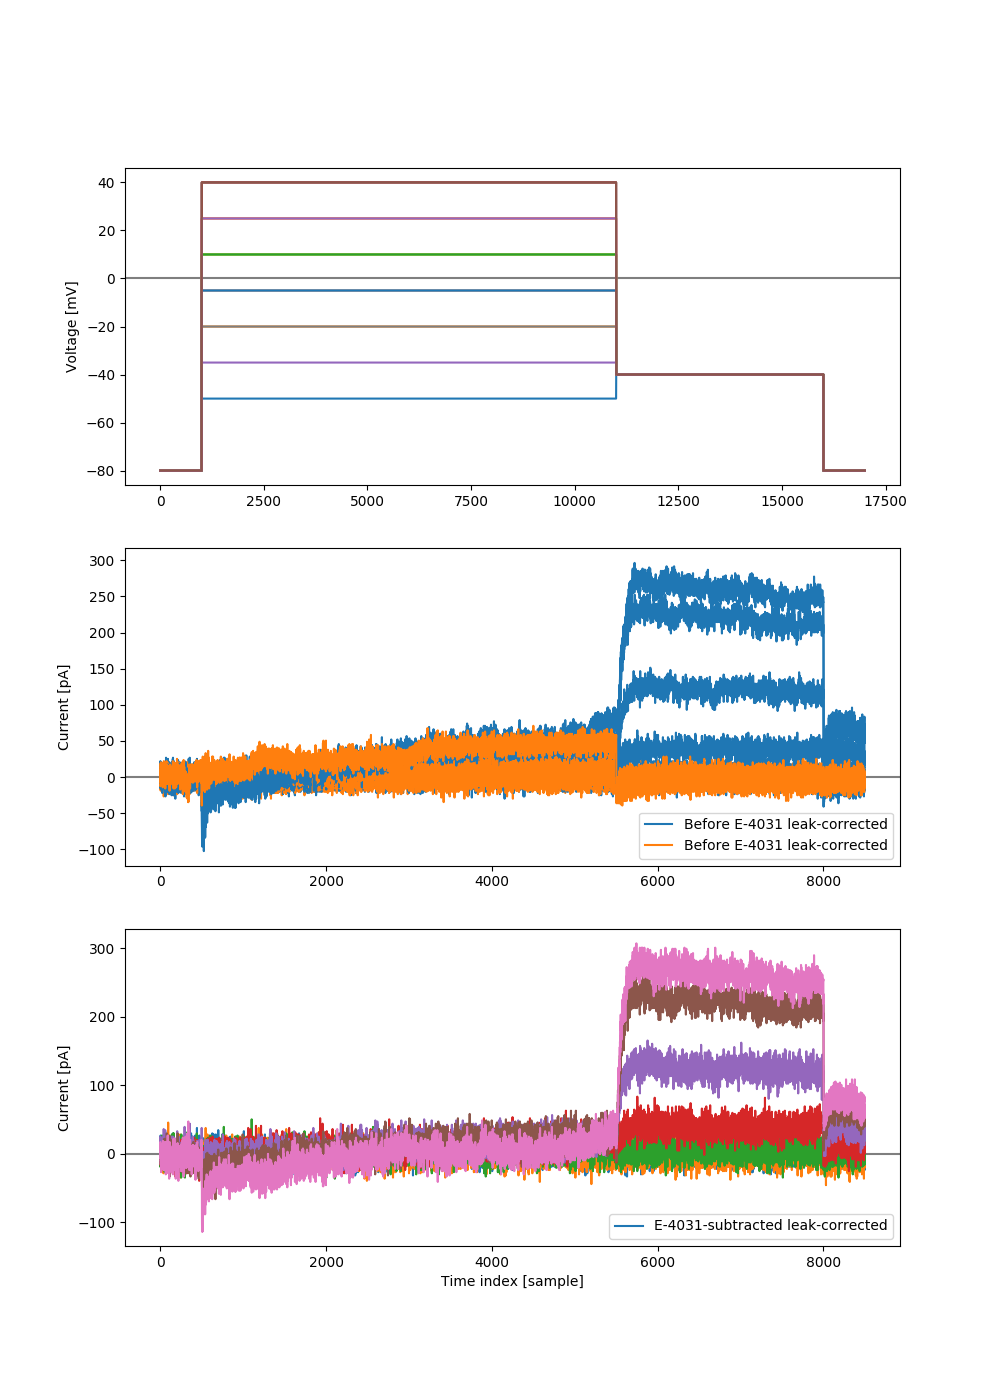 40
20
0
−20
−40
−60
−80
Voltage [mV]
0 2500 5000 7500 10000 12500 15000 17500
300
250
200
150
100
50
0
−50
−100
Current [pA]
Before E-4031 leak-corrected
Before E-4031 leak-corrected
0 2000 4000 6000 8000
300
200
100
0
−100
Current [pA]
E-4031-subtracted leak-corrected
0 2000 4000 6000 8000
Time index [sample]